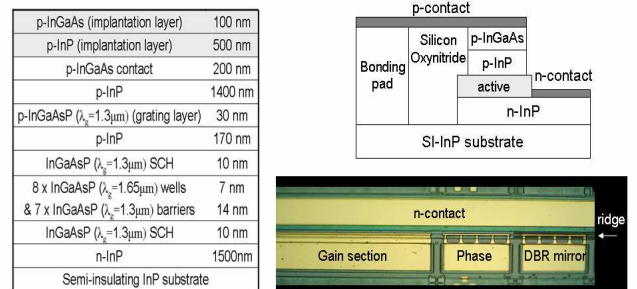 p-InGaAs (implantation layer) 100 nm
p-InP (implantation layer) 500 nm
p-InGaAs contact 200 nm
p-InP 1400 nm
p-InGaAsP (λg=1.3μm) (grating layer) 30 nm
p-InP 170 nm
InGaAsP (λg=1.3μm) SCH 10 nm
8 x InGaAsP (λg=1.65μm) wells 7 nm
& 7 x InGaAsP (λg=1.3μm) barriers 14 nm
InGaAsP (λg=1.3μm) SCH 10 nm
n-InP 1500nm
Semi-insulating InP substrate
p-contact
Bonding
pad
Silicon
Oxynitride
p-InGaAs
p-InP
n-contact
active
n-InP
SI-InP substrate
n-contact
ridge
Gain section Phase DBR mirror